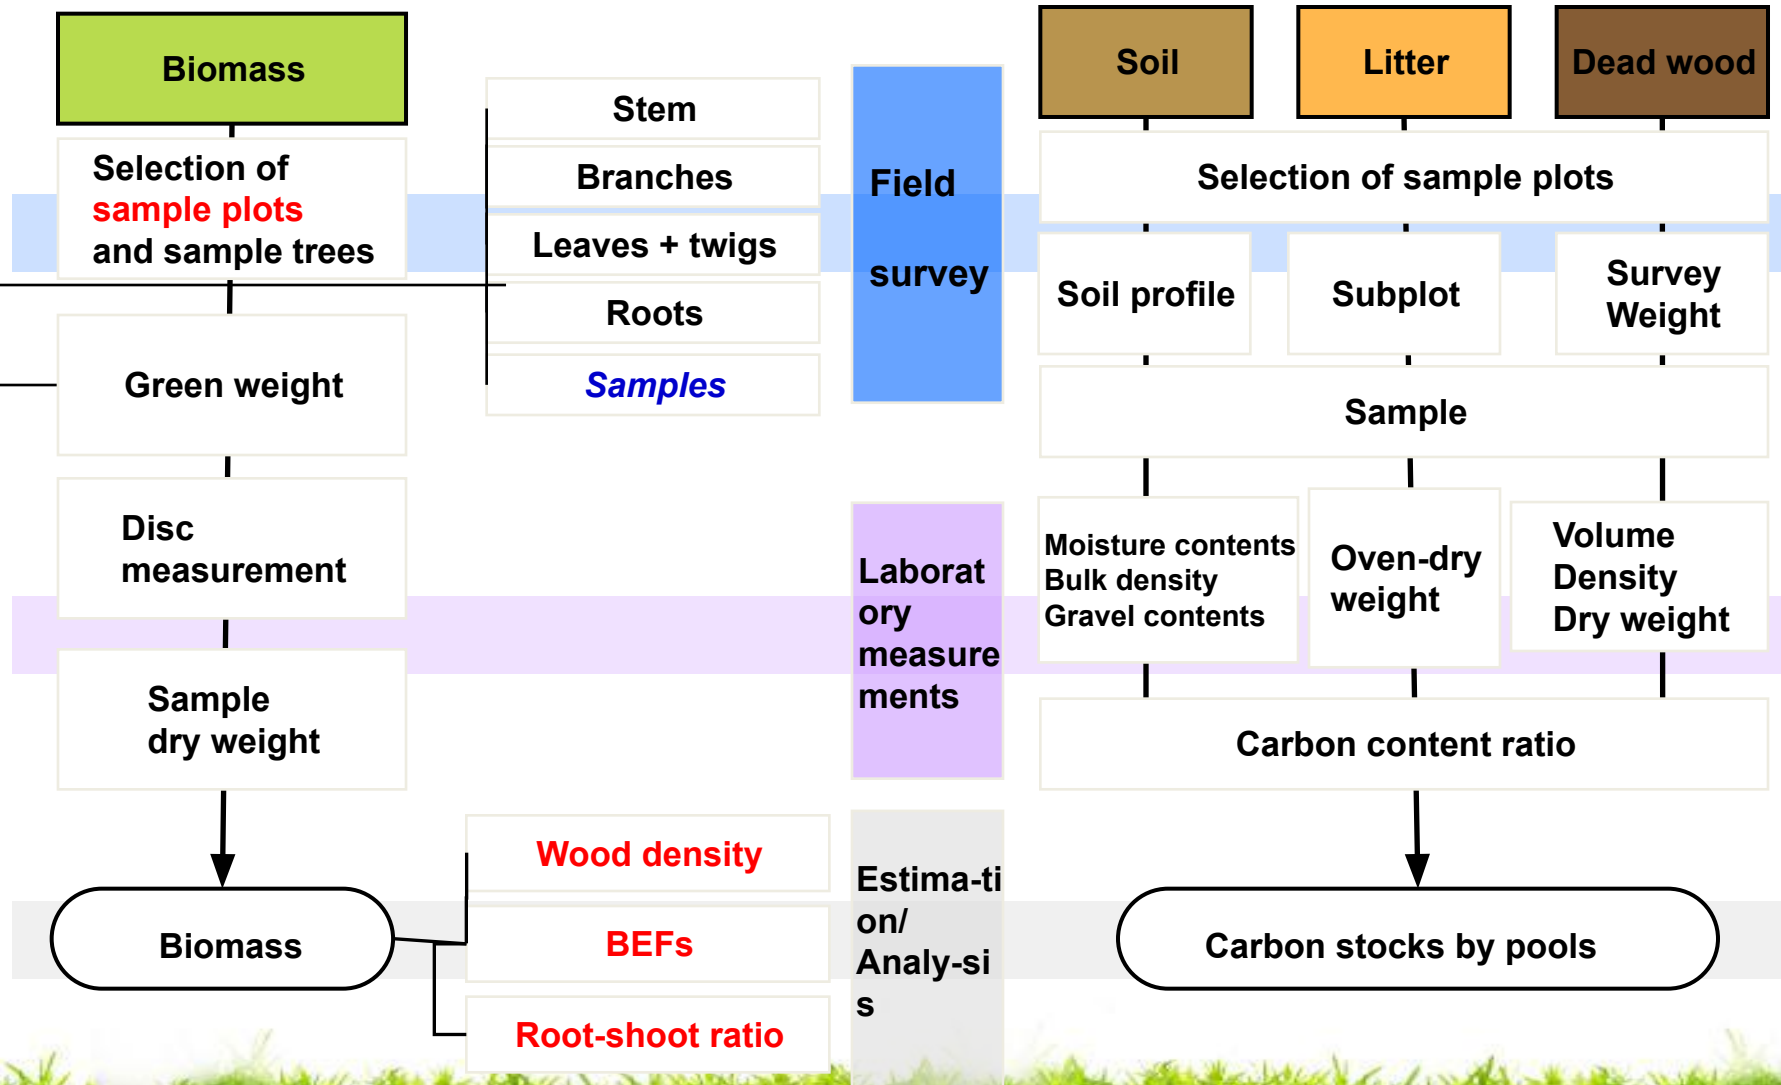 Biomass
Selection of
sample plots
and sample trees
Green weight
Disc
measurement
Sample
dry weight
Biomass
Stem
Branches
Leaves + twigs
Roots
Samples
Wood density
BEFs
Root-shoot ratio
Field
survey
Laborat
ory
measure
ments
Estima-ti
on/
Analy-si
s
Soil
Litter
Dead wood
Selection of sample plots
Soil profile
Subplot
Survey
Weight
Sample
Moisture contents
Bulk density
Gravel contents
Oven-dry
weight
Volume
Density
Dry weight
Carbon content ratio
Carbon stocks by pools